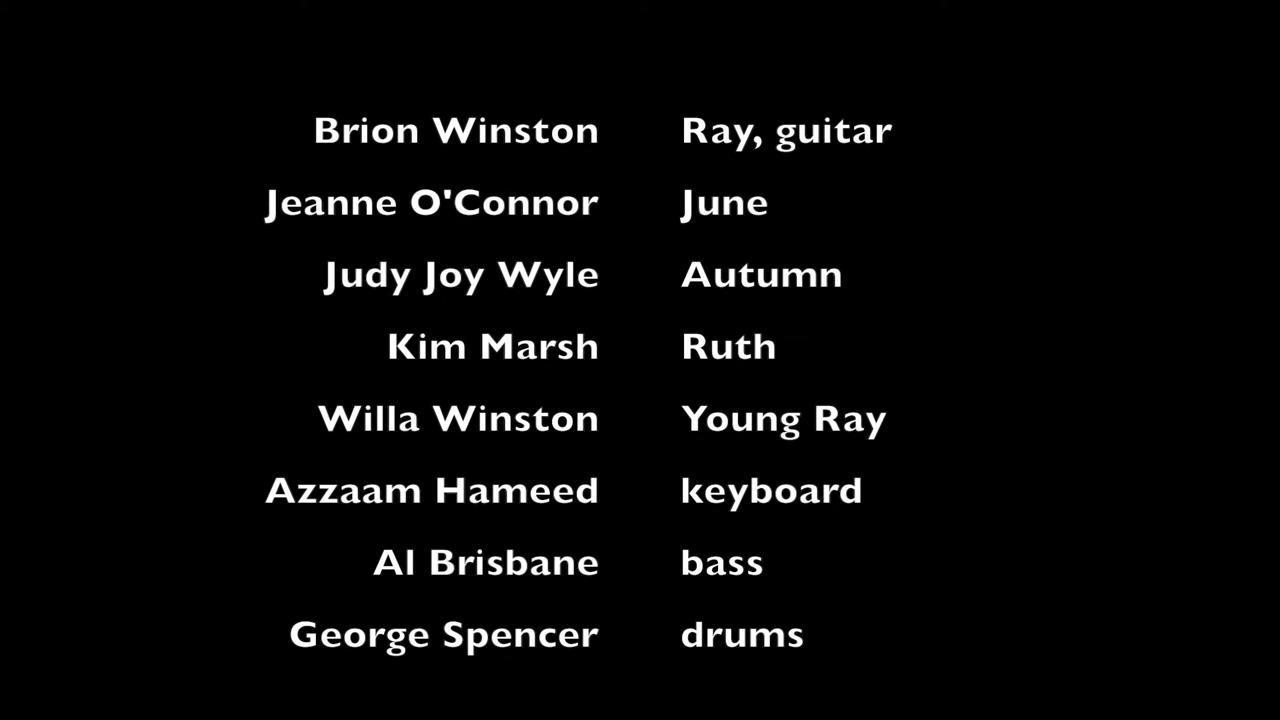 Brion Winston Ray, guitar
Jeanne O'Connor June
Judy Joy Wyle Autumn
Kim Marsh Ruth
Willa Winston Young Ray
Azzaam Hameed keyboard
Al Brisbane bass
George Spencer drums